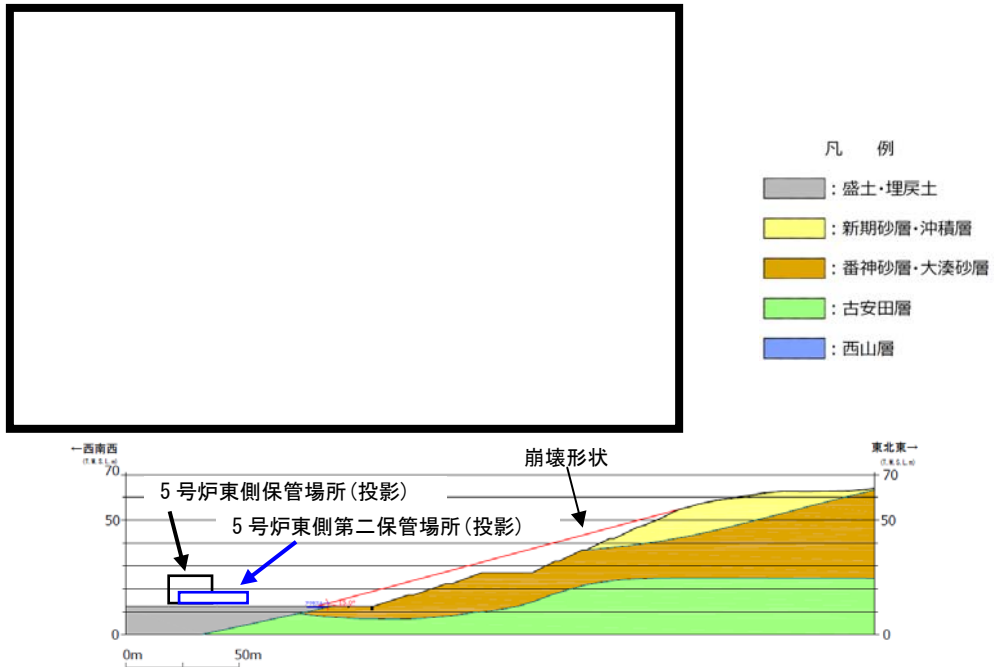 凡 例
：盛土・埋戻土
：新期砂層・沖積層
：番神砂層・大湊砂層
：古安田層
：西山層
←西南西
(T.M.S.L.m)
東北東→
(T.M.S.L.m)
崩壊形状
5号炉東側保管場所(投影)
5号炉東側第二保管場所(投影)
70
50
0
70
50
0
0m 50m